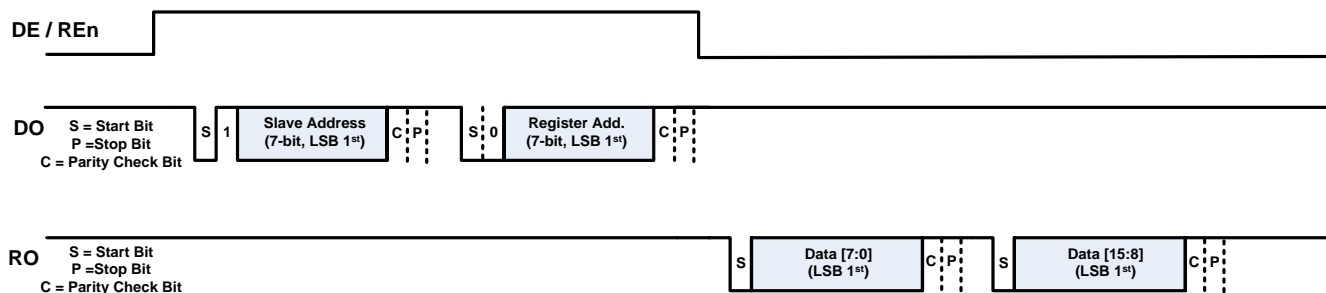 DE / REn
DO
S = Start Bit
P =Stop Bit
C = Parity Check Bit
S
1
Slave Address
(7-bit, LSB 1st)
C
P
S
0
Register Add.
(7-bit, LSB 1st)
C
P
RO
S = Start Bit
P =Stop Bit
C = Parity Check Bit
S
Data [7:0]
(LSB 1st)
C
P
S
Data [15:8]
(LSB 1st)
C
P